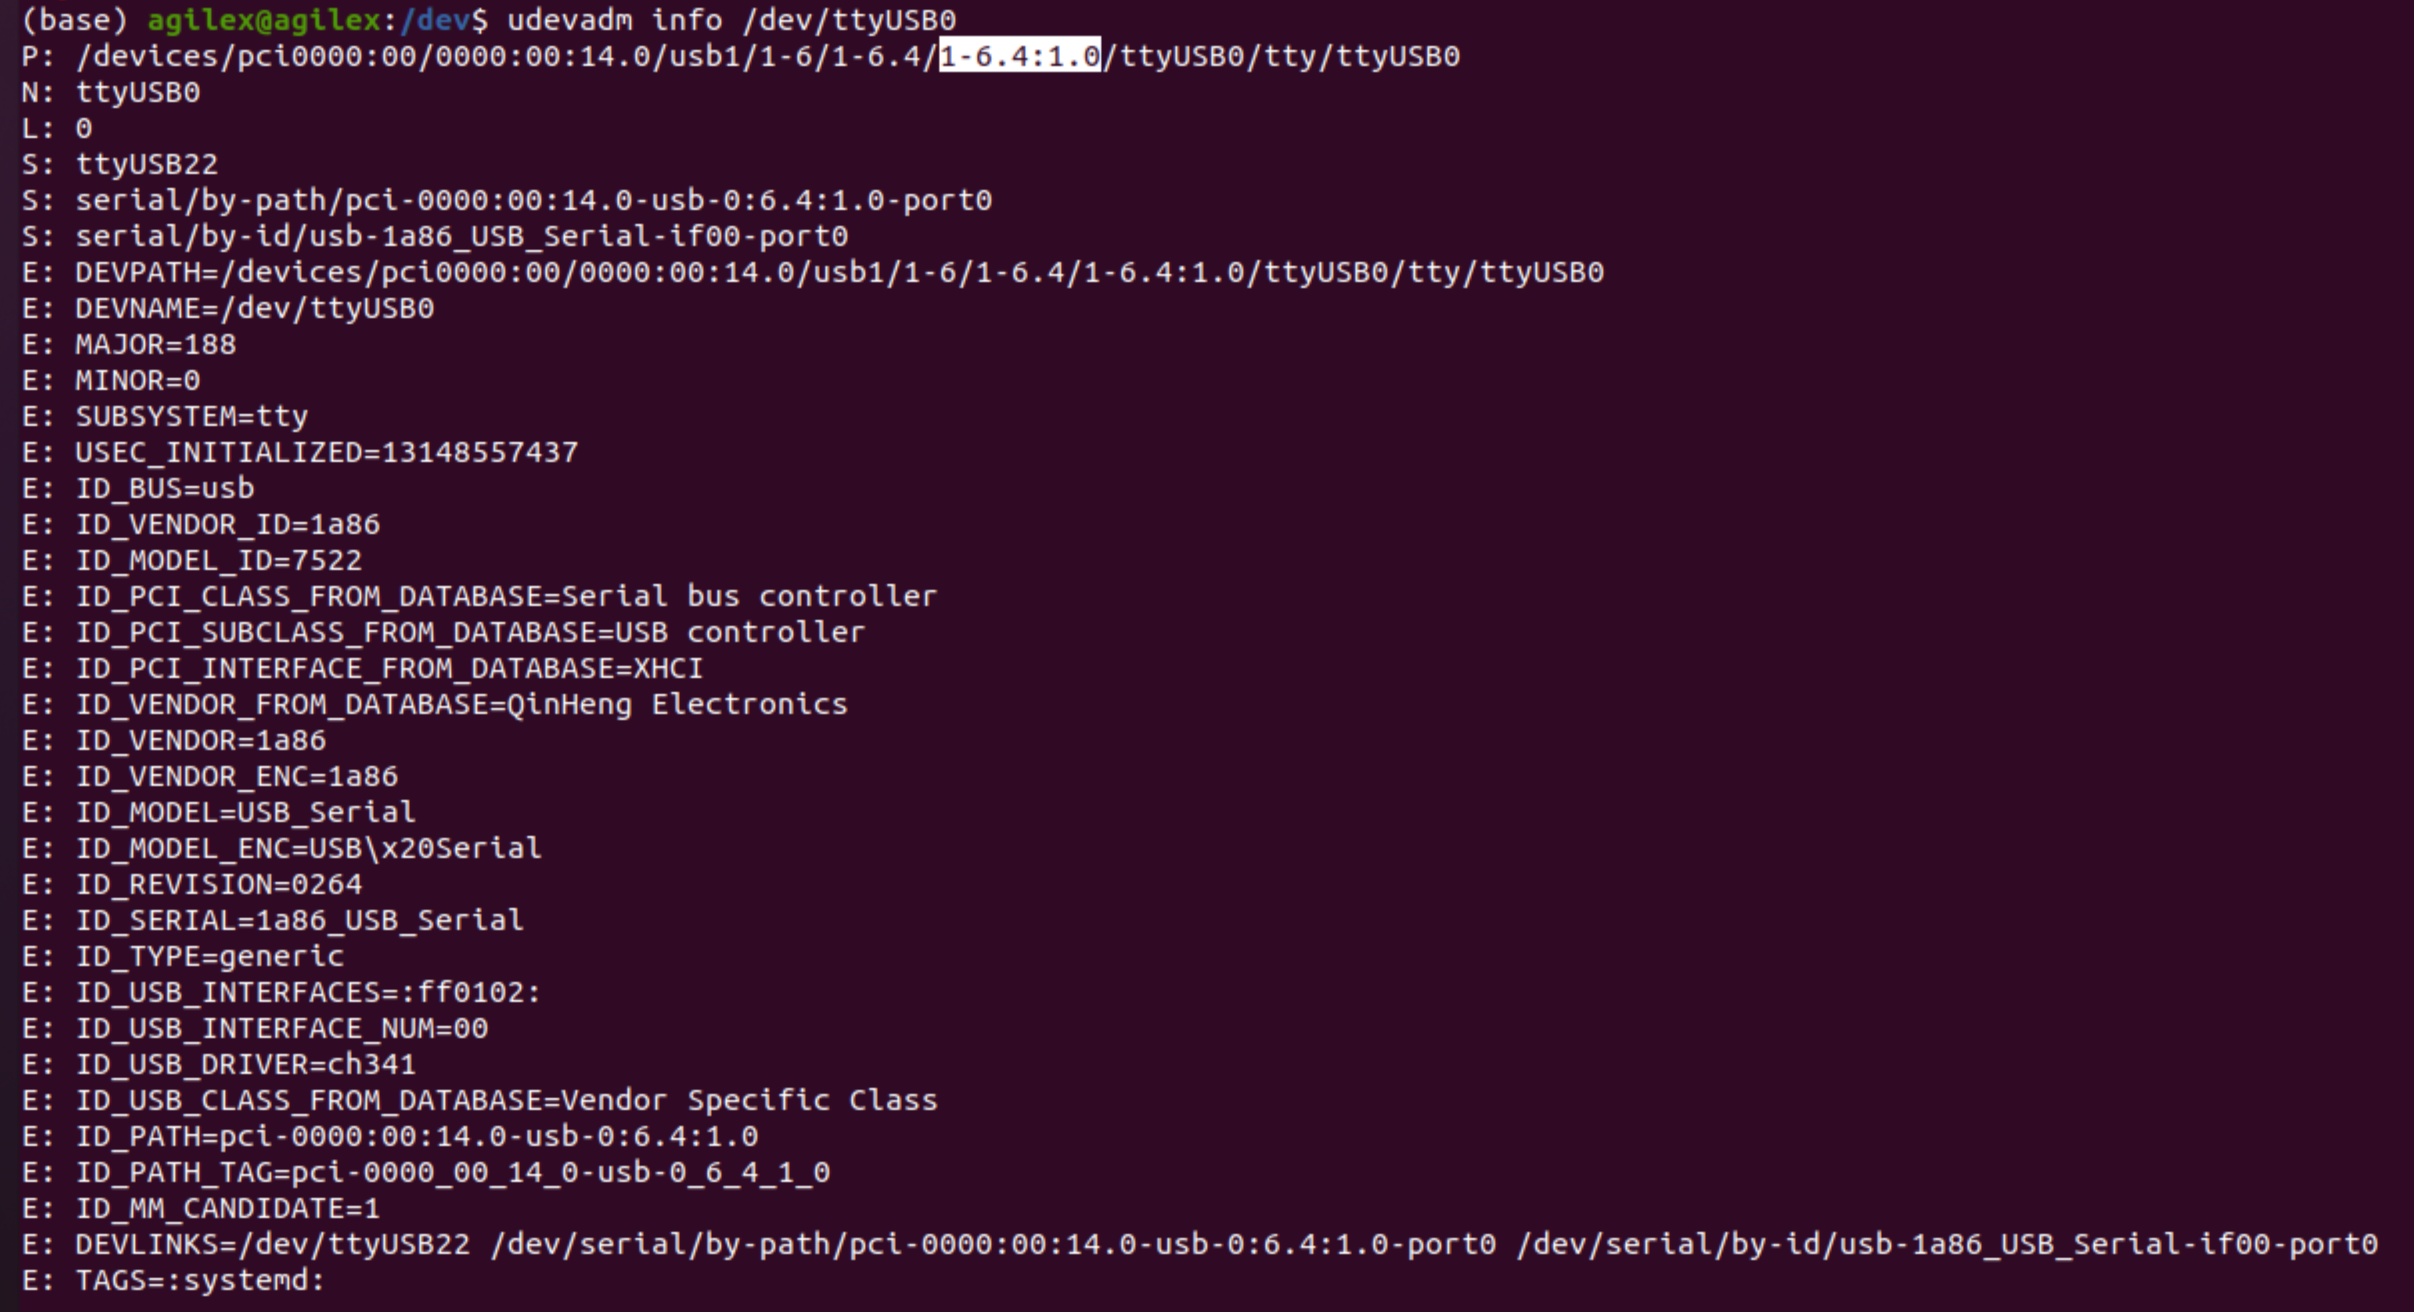 (base) agilex@agilex:/dev$ udevadm info /dev/ttyUSB0
P: /devices/pci0000:00/0000:00:14.0/usb1/1-6/1-6.4/1-6.4:1.0/ttyUSB0/tty/ttyUSB0
N: ttyUSB0
L: 0
S: ttyUSB22
S: serial/by-path/pci-0000:00:14.0-usb-0:6.4:1.0-port0
S: serial/by-id/usb-1a86_USB_Serial-if00-port0
E: DEVPATH=/devices/pci0000:00/0000:00:14.0/usb1/1-6/1-6.4/1-6.4:1.0/ttyUSB0/tty/ttyUSB0
E: DEVNAME=/dev/ttyUSB0
E: MAJOR=188
E: MINOR=0
E: SUBSYSTEM=tty
E: USEC_INITIALIZED=13148557437
E: ID_BUS=usb
E: ID_VENDOR_ID=1a86
E: ID_MODEL_ID=7522
E: ID_PCI_CLASS_FROM_DATABASE=Serial bus controller
E: ID_PCI_SUBCLASS_FROM_DATABASE=USB controller
E: ID_PCI_INTERFACE_FROM_DATABASE=XHCI
E: ID_VENDOR_FROM_DATABASE=QinHeng Electronics
E: ID_VENDOR=1a86
E: ID_VENDOR_ENC=1a86
E: ID_MODEL=USB_Serial
E: ID_MODEL_ENC=USB\x20Serial
E: ID_REVISION=0264
E: ID_SERIAL=1a86_USB_Serial
E: ID_TYPE=generic
E: ID_USB_INTERFACES=:ff0102:
E: ID_USB_INTERFACE_NUM=00
E: ID_USB_DRIVER=ch341
E: ID_USB_CLASS_FROM_DATABASE=Vendor Specific Class
E: ID_PATH=pci-0000:00:14.0-usb-0:6.4:1.0
E: ID_PATH_TAG=pci-0000_00_14_0-usb-0_6_4_1_0
E: ID_MM_CANDIDATE=1
E: DEVLINKS=/dev/ttyUSB22 /dev/serial/by-path/pci-0000:00:14.0-usb-0:6.4:1.0-port0 /dev/serial/by-id/usb-1a86_USB_Serial-if00-port0
E: TAGS=:systemd: